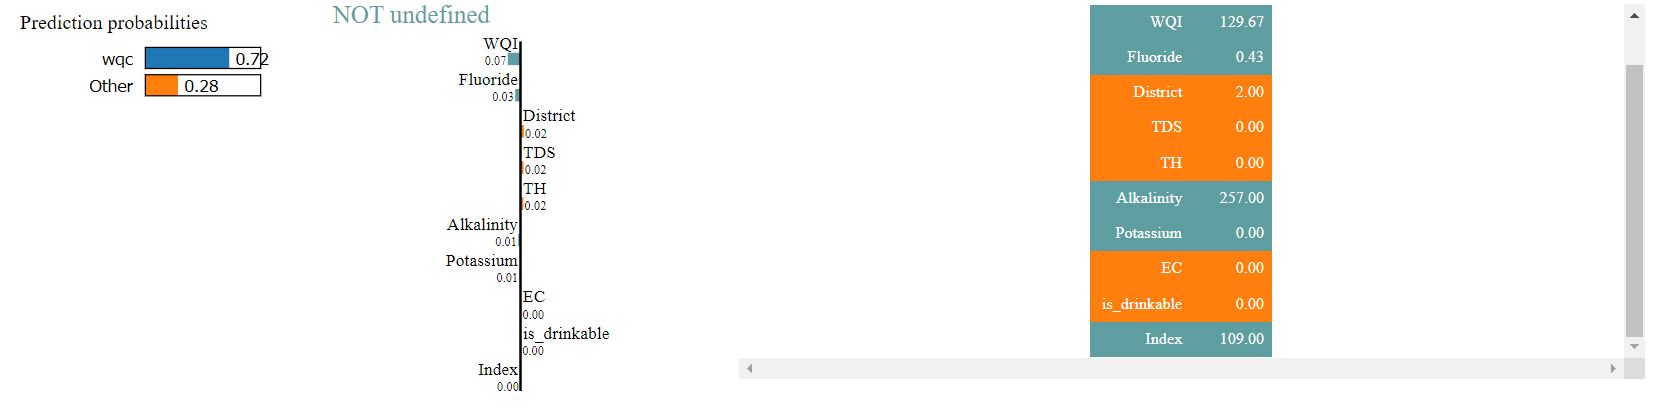 Prediction probabilities
wqc 0.72
Other 0.28
NOT undefined
WQI
0.07
Fluoride
0.03
District
0.02
TDS
0.02
TH
0.02
Alkalinity
0.01
Potassium
0.01
EC
0.00
is_drinkable
0.00
Index
0.00
WQI 129.67
Fluoride 0.43
District 2.00
TDS 0.00
TH 0.00
Alkalinity 257.00
Potassium 0.00
EC 0.00
is_drinkable 0.00
Index 109.00